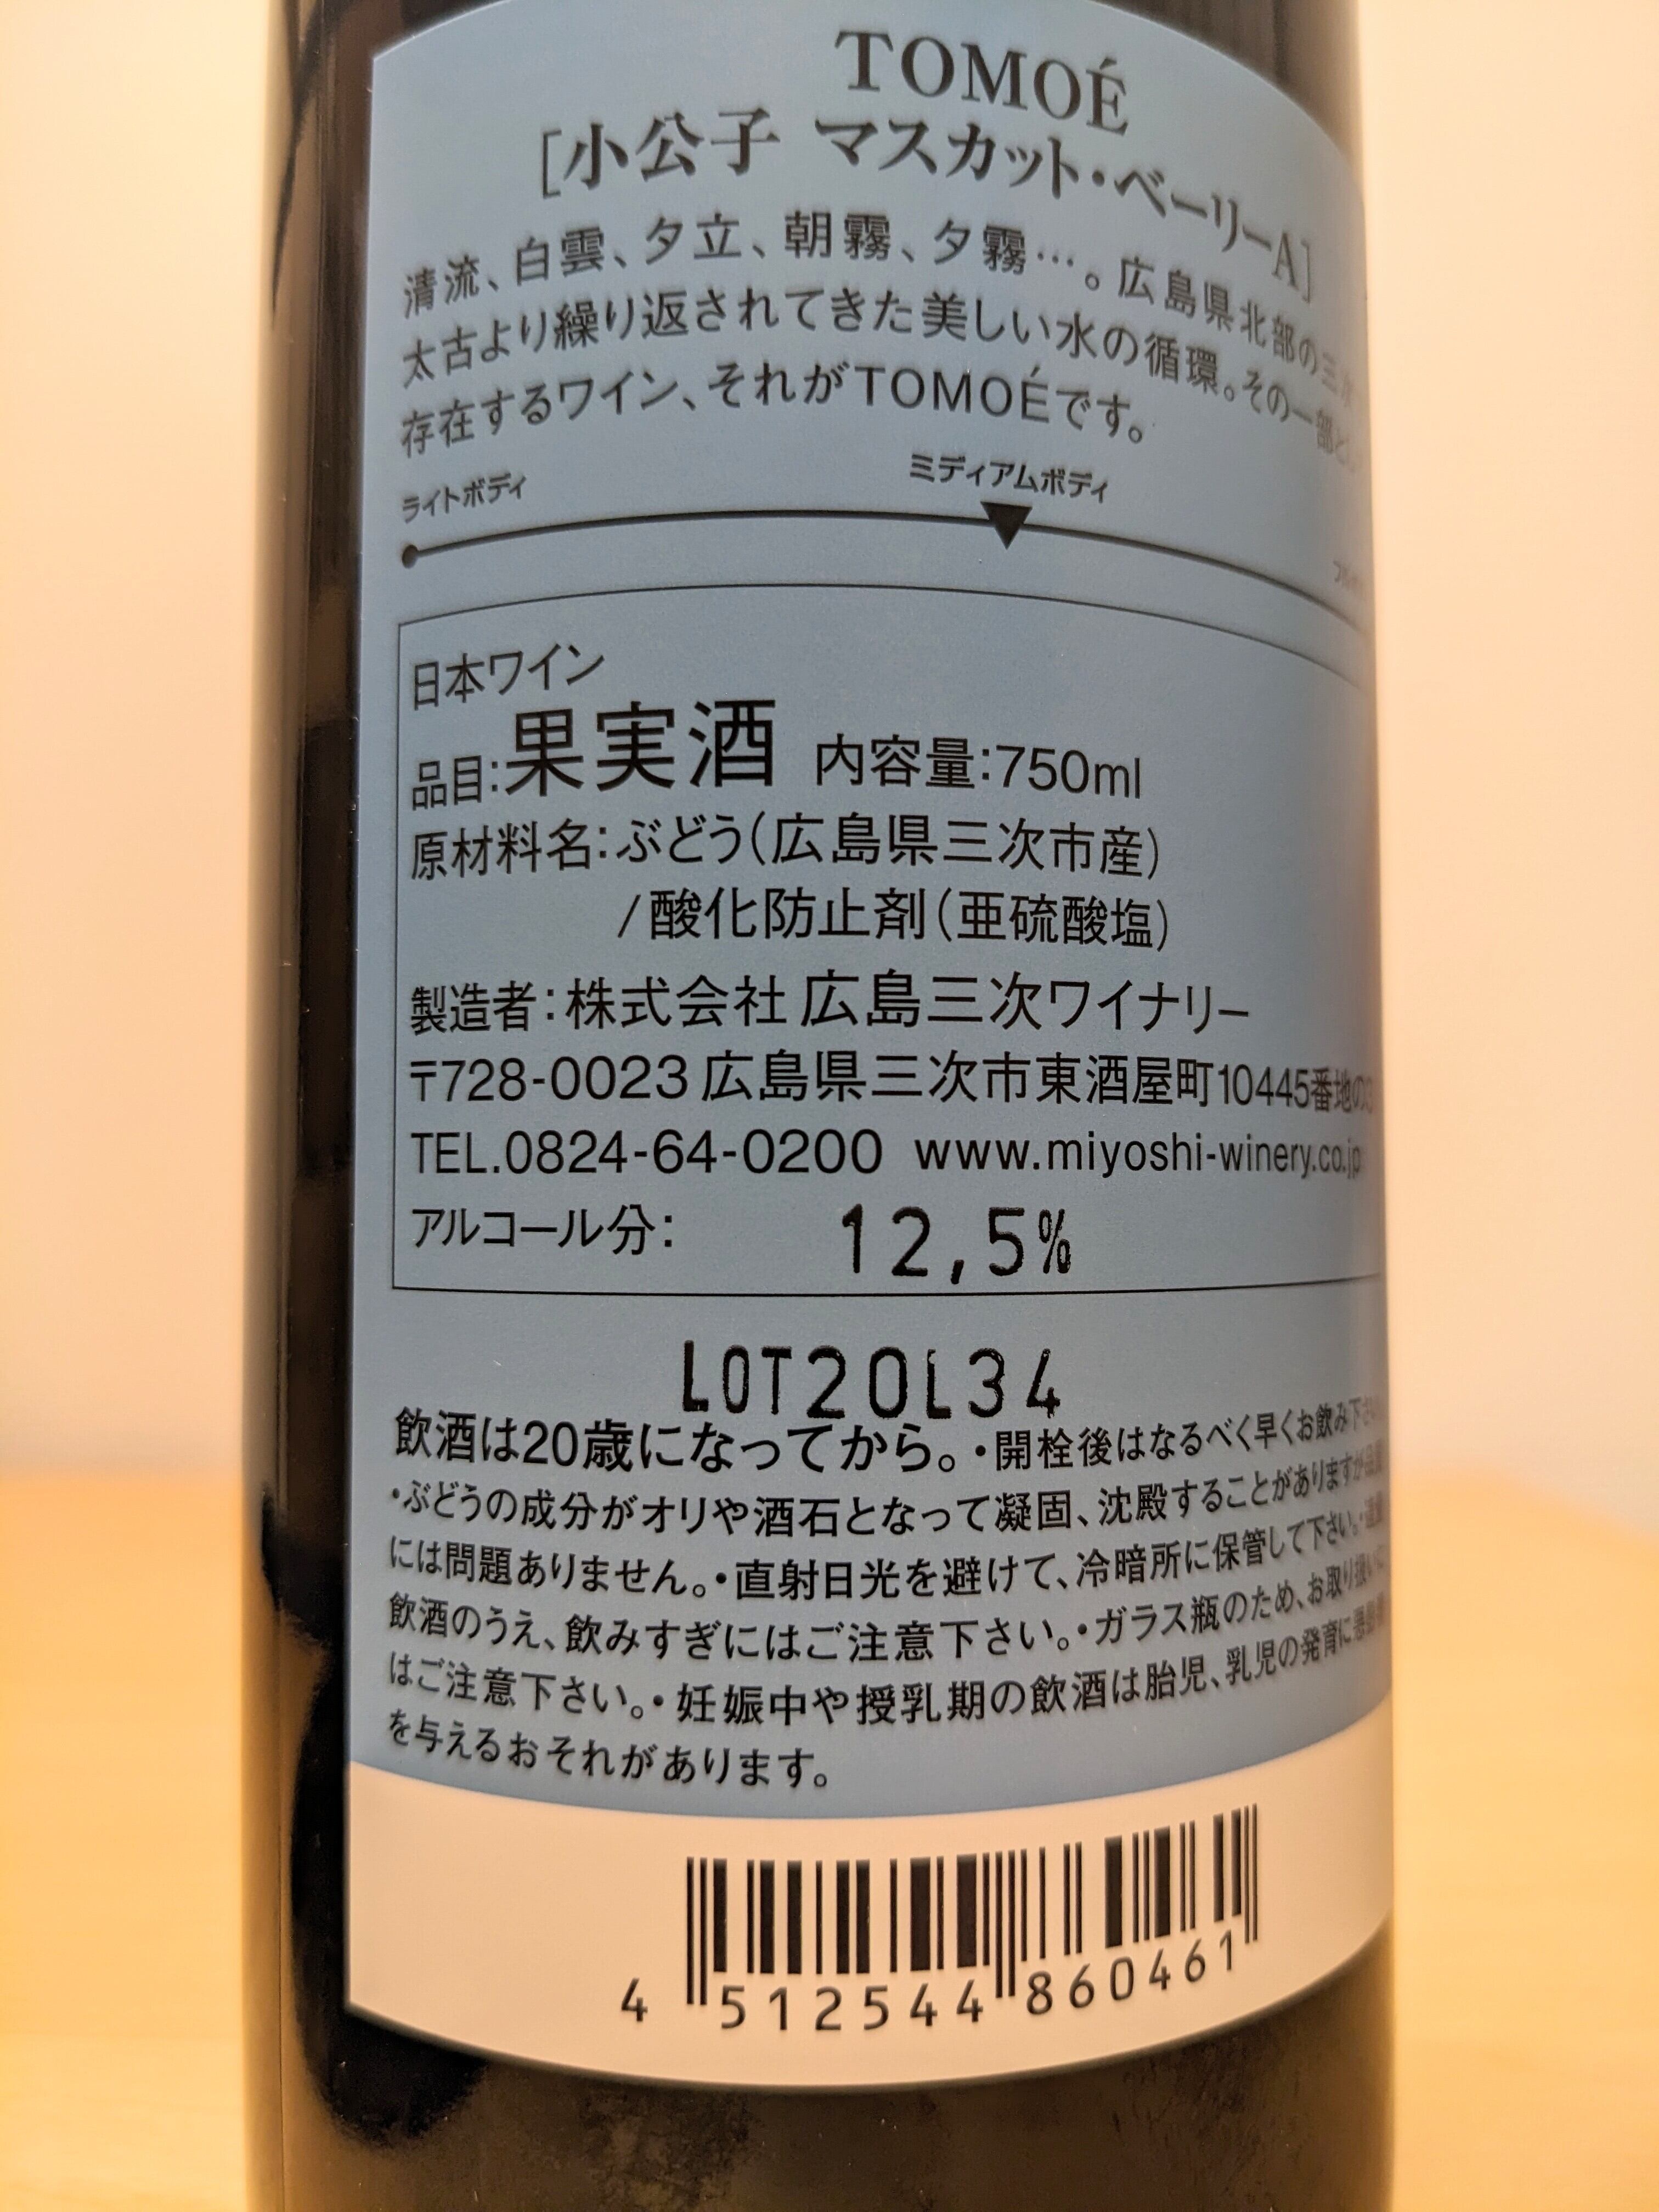 TOMOÉ
[小公子 マスカット・ベーリーA]
清流、白雲、夕立、朝霧、夕霧…。広島県北部の三次
太古より繰り返されてきた美しい水の循環。その一部と
存在するワイン、それがTOMOÉです。
ライトボディ
ミディアムボディ
日本ワイン
品目:果実酒 内容量:750ml
原材料名:ぶどう(広島県三次市産)
/酸化防止剤(亜硫酸塩)
製造者:株式会社 広島三次ワイナリー
〒728-0023 広島県三次市東酒屋町10445番地の3
TEL.0824-64-0200 www.miyoshi-winery.co.jp
アルコール分: 12,5%
LOT20L34
飲酒は20歳になってから。・開栓後はなるべく早くお飲み下さい
・ぶどうの成分がオリや酒石となって凝固、沈殿することがありますが品質
には問題ありません。・直射日光を避けて、冷暗所に保管して下さい。・
飲酒のうえ、飲みすぎにはご注意下さい。・ガラス瓶のため、お取り扱いに
はご注意下さい。・妊娠中や授乳期の飲酒は胎児、乳児の発育に悪影響
を与えるおそれがあります。
4 512544 860461